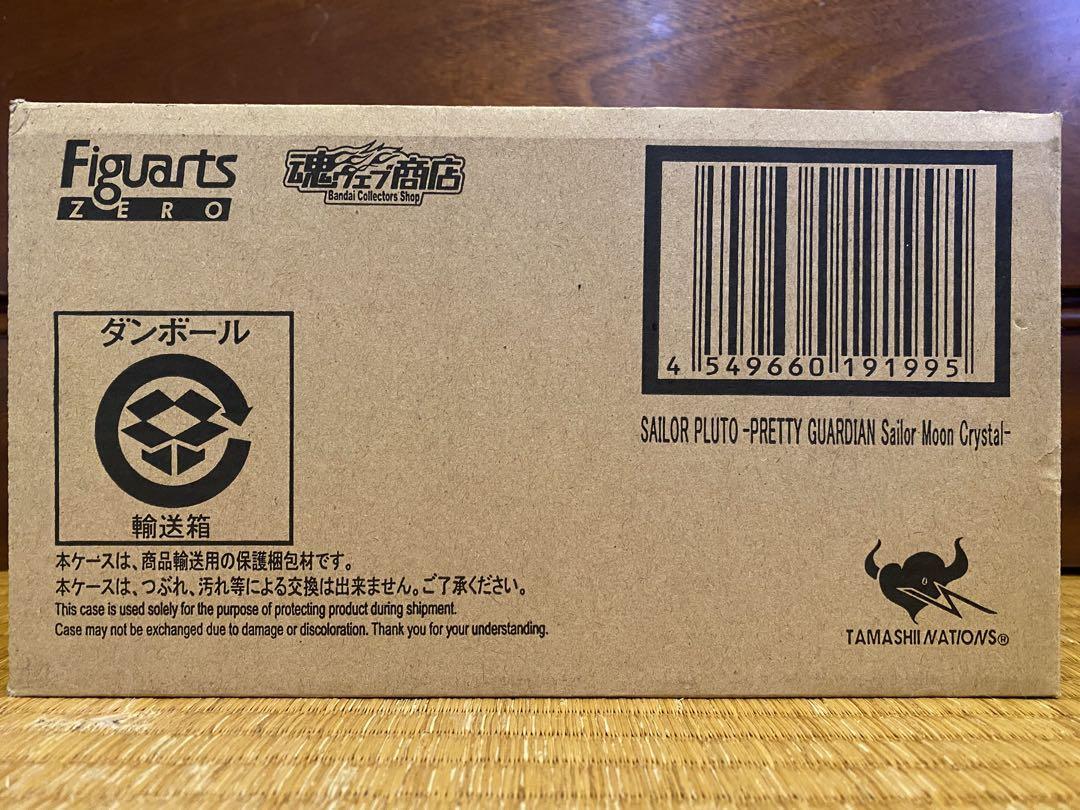 Figuarts
ZERO
魂ウェブ商店
Bandai Collectors Shop
4 549660 191995
SAILOR PLUTO -PRETTY GUARDIAN Sailor Moon Crystal-
ダンボール
輸送箱
本ケースは、商品輸送用の保護梱包材です。
本ケースは、つぶれ、汚れ等による交換は出来ません。ご了承ください。
This case is used solely for the purpose of protecting product during shipment.
Case may not be exchanged due to damage or discoloration. Thank you for your understanding.
TAMASHII NATIONS®